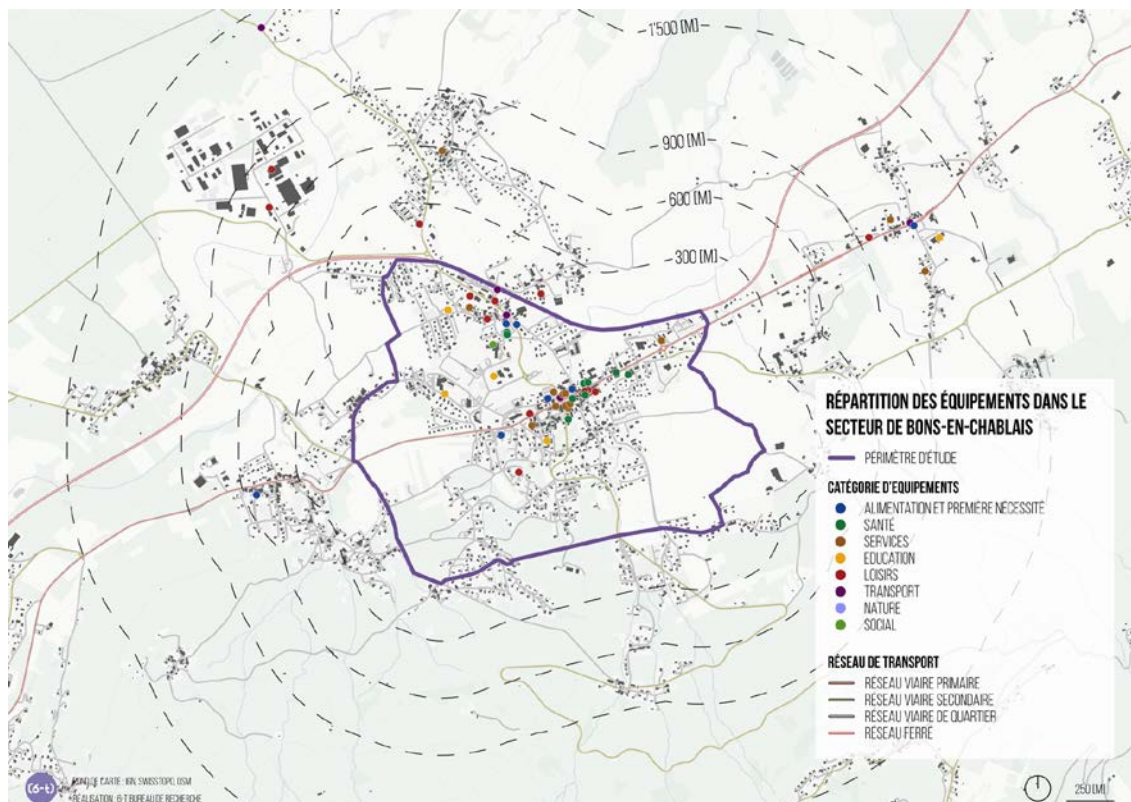 1'500 [M]
900 [M]
600 [M]
300 [M]
RÉPARTITION DES ÉQUIPEMENTS DANS LE
SECTEUR DE BONS-EN-CHABLAIS
PÉRIMÈTRE D'ÉTUDE
CATÉGORIE D'EQUIPEMENTS
ALIMENTATION ET PREMIÈRE NÉCESSITÉ
SANTÉ
SERVICES
EDUCATION
LOISIRS
TRANSPORT
NATURE
SOCIAL
RÉSEAU DE TRANSPORT
RÉSEAU VIAIRE PRIMAIRE
RÉSEAU VIAIRE SECONDAIRE
RÉSEAU VIAIRE DE QUARTIER
RÉSEAU FERRÉ
(6-t)
FOND DE CARTE : IGN, SWISSTOPO, OSM
RÉALISATION : 6-T BUREAU DE RECHERCHE
250 [M]